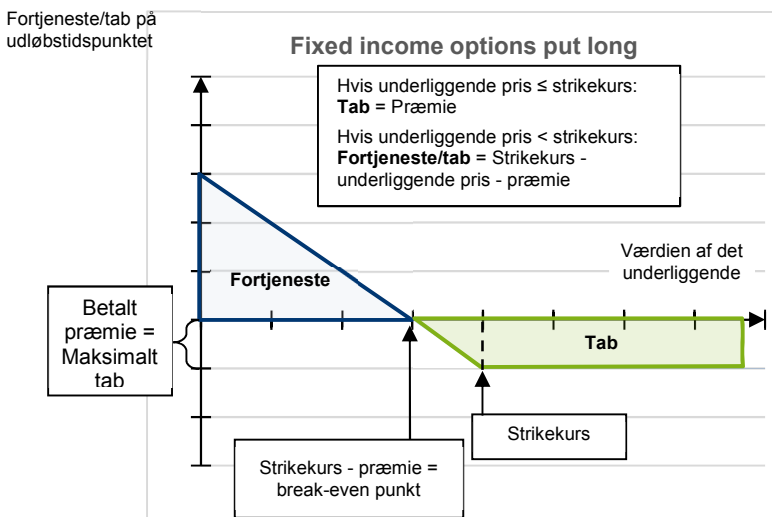 Fortjeneste/tab på
udløbstidspunktet
Fixed income options put long
Hvis underliggende pris ≤ strikekurs:
Tab = Præmie
Hvis underliggende pris < strikekurs:
Fortjeneste/tab = Strikekurs -
underliggende pris - præmie
Værdien af det
underliggende
Fortjeneste
Betalt
præmie =
Maksimalt
tab
Tab
Strikekurs
Strikekurs - præmie =
break-even punkt